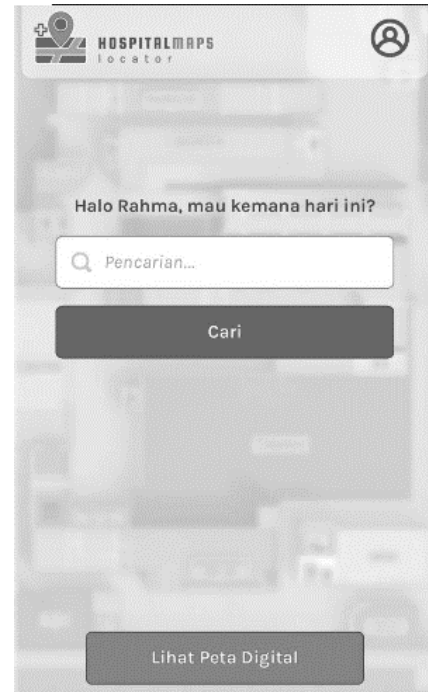 HOSPITALMAPS
locator
Halo Rahma, mau kemana hari ini?
Pencarian...
Cari
Lihat Peta Digital